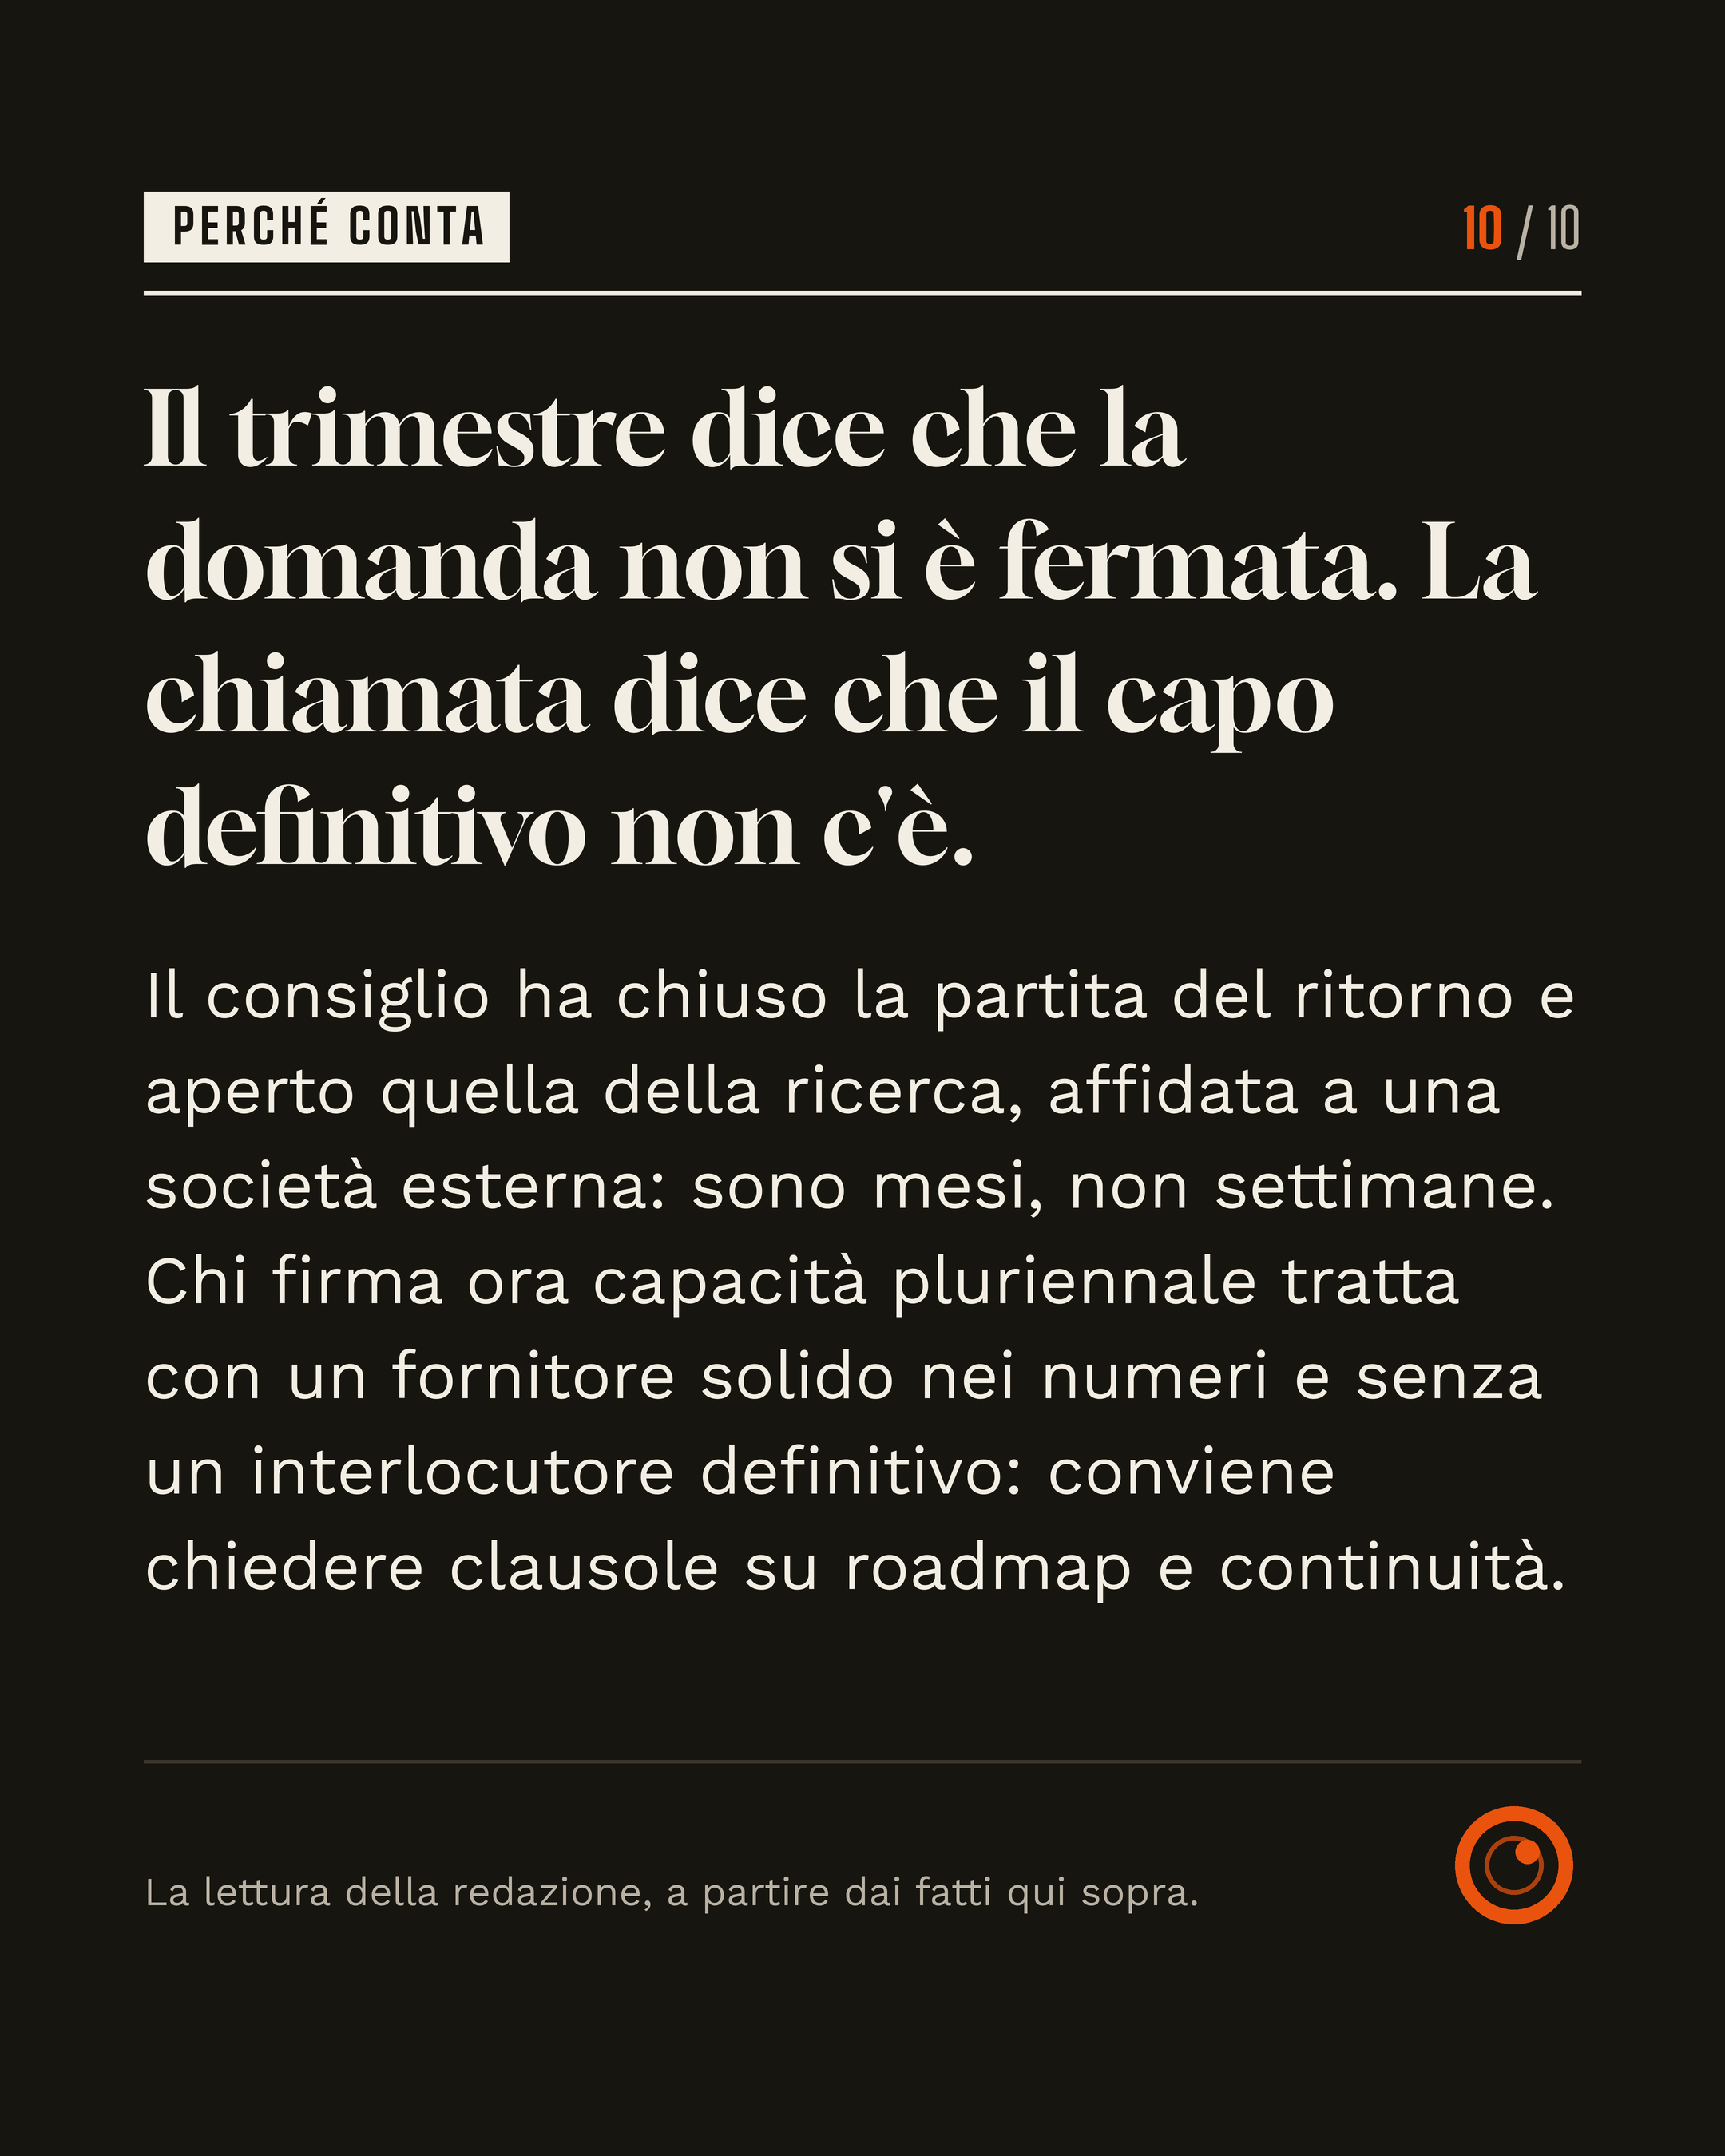 PERCHÉ CONTA
10 / 10
Il trimestre dice che la
domanda non si è fermata. La
chiamata dice che il capo
definitivo non c'è.
Il consiglio ha chiuso la partita del ritorno e
aperto quella della ricerca, affidata a una
società esterna: sono mesi, non settimane.
Chi firma ora capacità pluriennale tratta
con un fornitore solido nei numeri e senza
un interlocutore definitivo: conviene
chiedere clausole su roadmap e continuità.
La lettura della redazione, a partire dai fatti qui sopra.